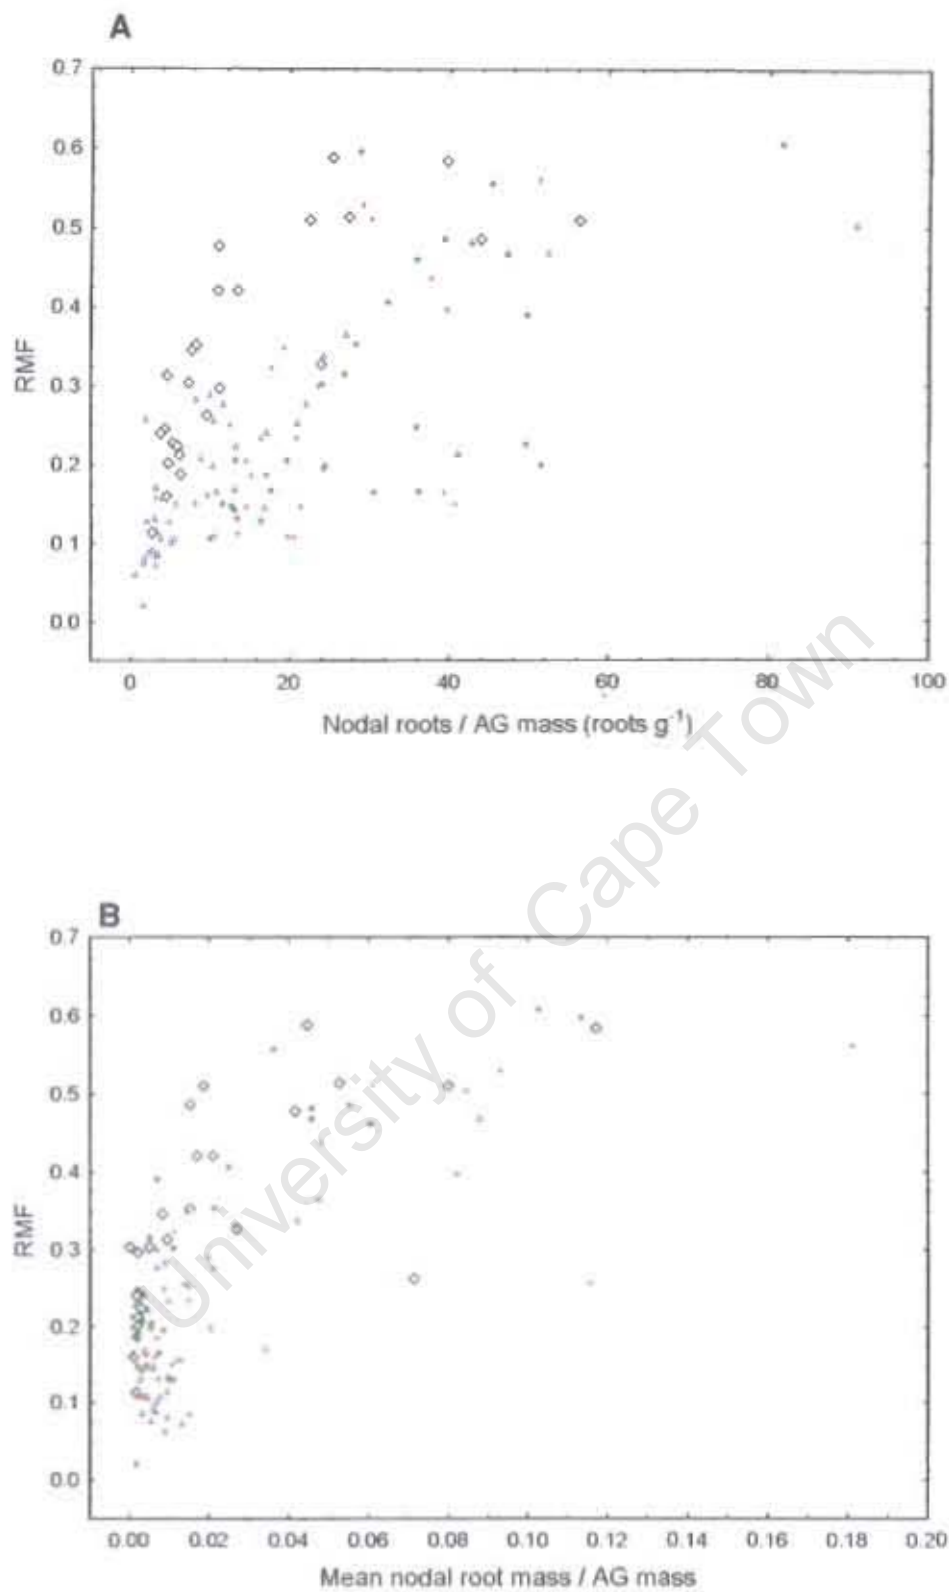 A
0.7
0.6
0.5
0.4
0.3
0.2
0.1
0.0
RMF
0 20 40 60 80 100
Nodal roots / AG mass (roots g⁻¹)
University of Cape Town
B
0.7
0.6
0.5
0.4
0.3
0.2
0.1
0.0
RMF
0.00 0.02 0.04 0.06 0.08 0.10 0.12 0.14 0.16 0.18 0.20
Mean nodal root mass / AG mass